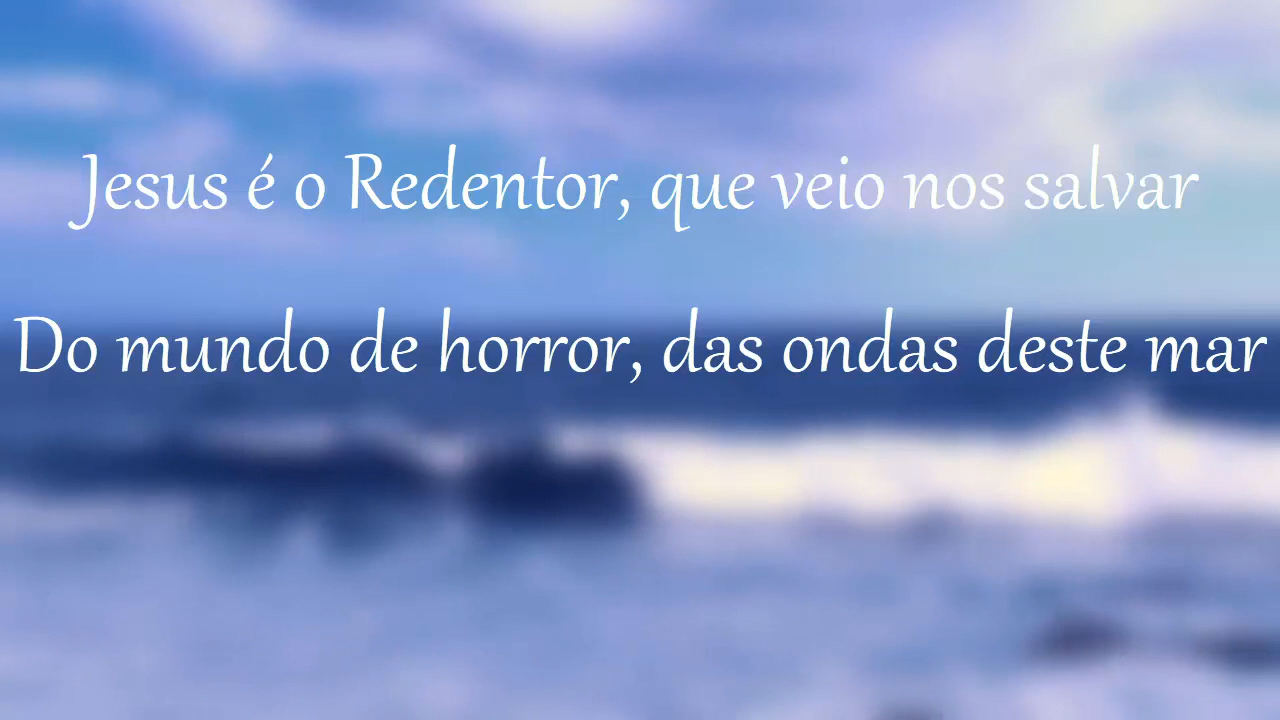 Jesus é o Redentor, que veio nos salvar
Do mundo de horror, das ondas deste mar